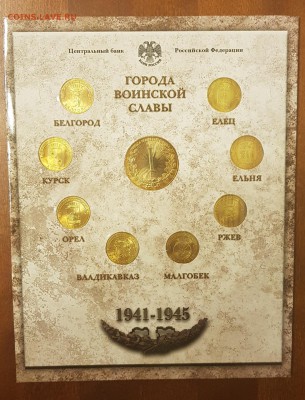 COINS-LAVE.RU
Центральный банк Российской Федерации
ГОРОДА
ВОИНСКОЙ
СЛАВЫ
БЕЛГОРОД
ЕЛЕЦ
КУРСК
ЕЛЬНЯ
ОРЕЛ
РЖЕВ
ВЛАДИКАВКАЗ
МАЛГОБЕК
1941-1945